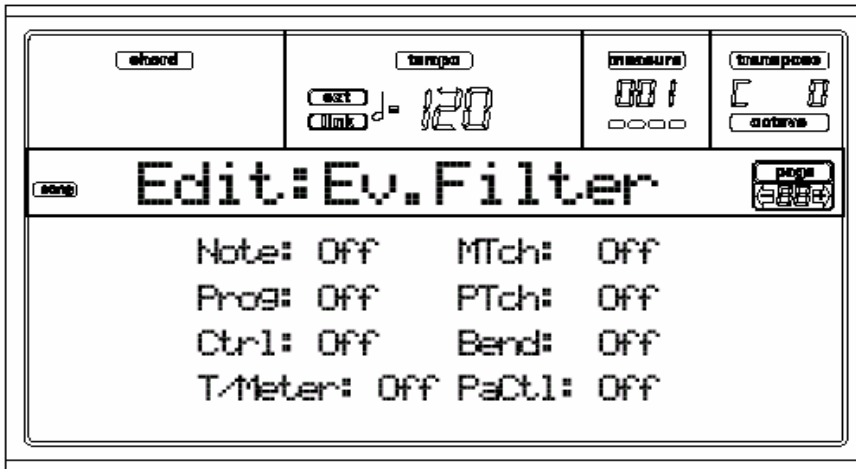 chord tempo measure transpose
ext ♩= 120 001 C 0
link octave
song Edit:Ev.Filter page
Note: Off MTch: Off
Prog: Off PTch: Off
Ctrl: Off Bend: Off
T/Meter: Off PaCtl: Off